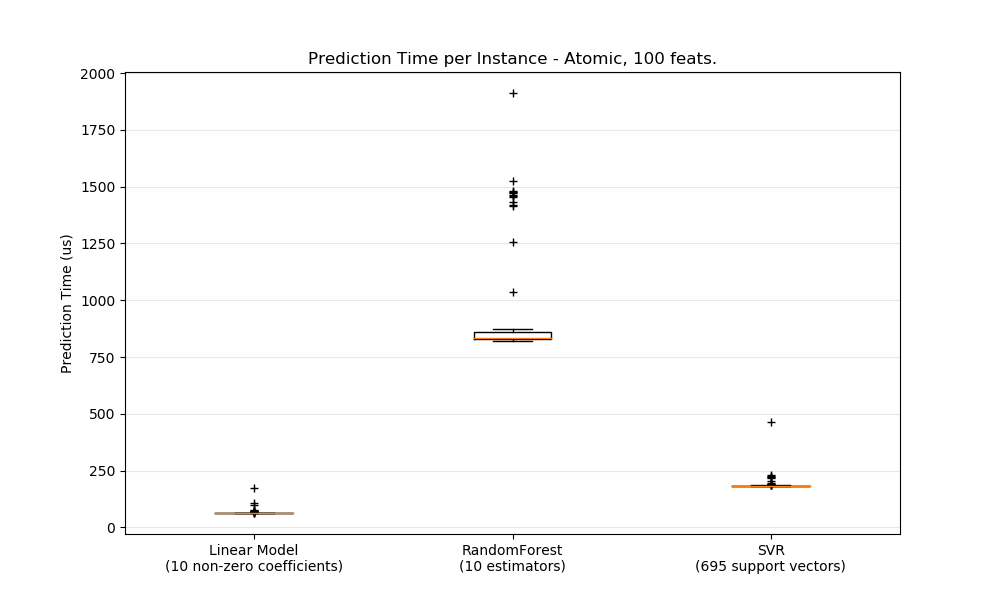 Prediction Time per Instance - Atomic, 100 feats.
2000
1750
1500
1250
1000
750
500
250
0
Prediction Time (us)
Linear Model
(10 non-zero coefficients)
RandomForest
(10 estimators)
SVR
(695 support vectors)